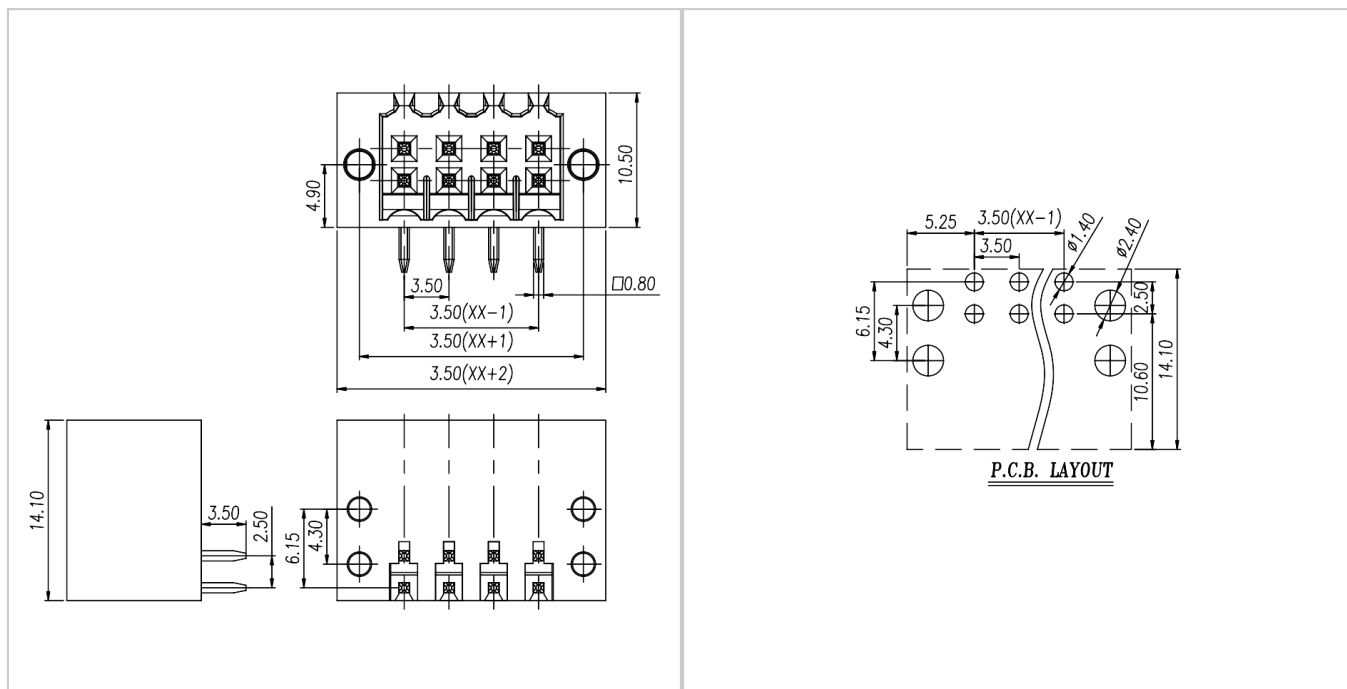 4.90
10.50
3.50
□0.80
3.50(XX-1)
3.50(XX+1)
3.50(XX+2)
14.10
3.50
2.50
6.15
4.30
5.25
3.50(XX-1)
ø1.40
ø2.40
3.50
6.15
4.30
2.50
10.60
14.10
P.C.B. LAYOUT